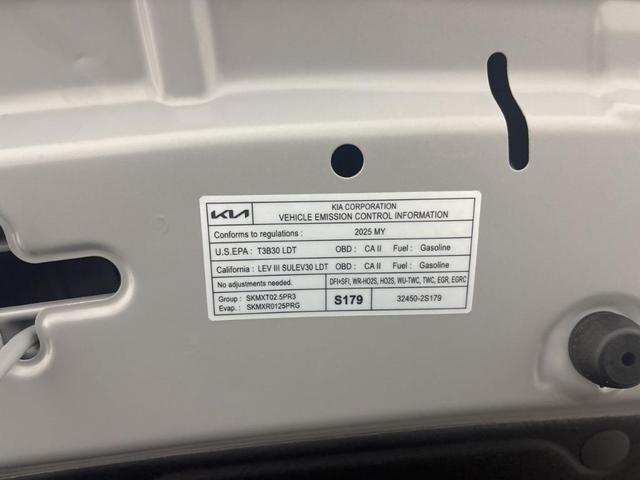 KIA KIA CORPORATION
VEHICLE EMISSION CONTROL INFORMATION
Conforms to regulations : 2025 MY
U.S.EPA : T3B30 LDT OBD : CA II Fuel : Gasoline
California : LEV III SULEV30 LDT OBD : CA II Fuel : Gasoline
No adjustments needed. DFI+SFI, WR-HO2S, HO2S, WU-TWC, TWC, EGR, EGRC
Group : SKMXT02.5PR3
Evap. : SKMXR0125PRG
S179 32450-2S179